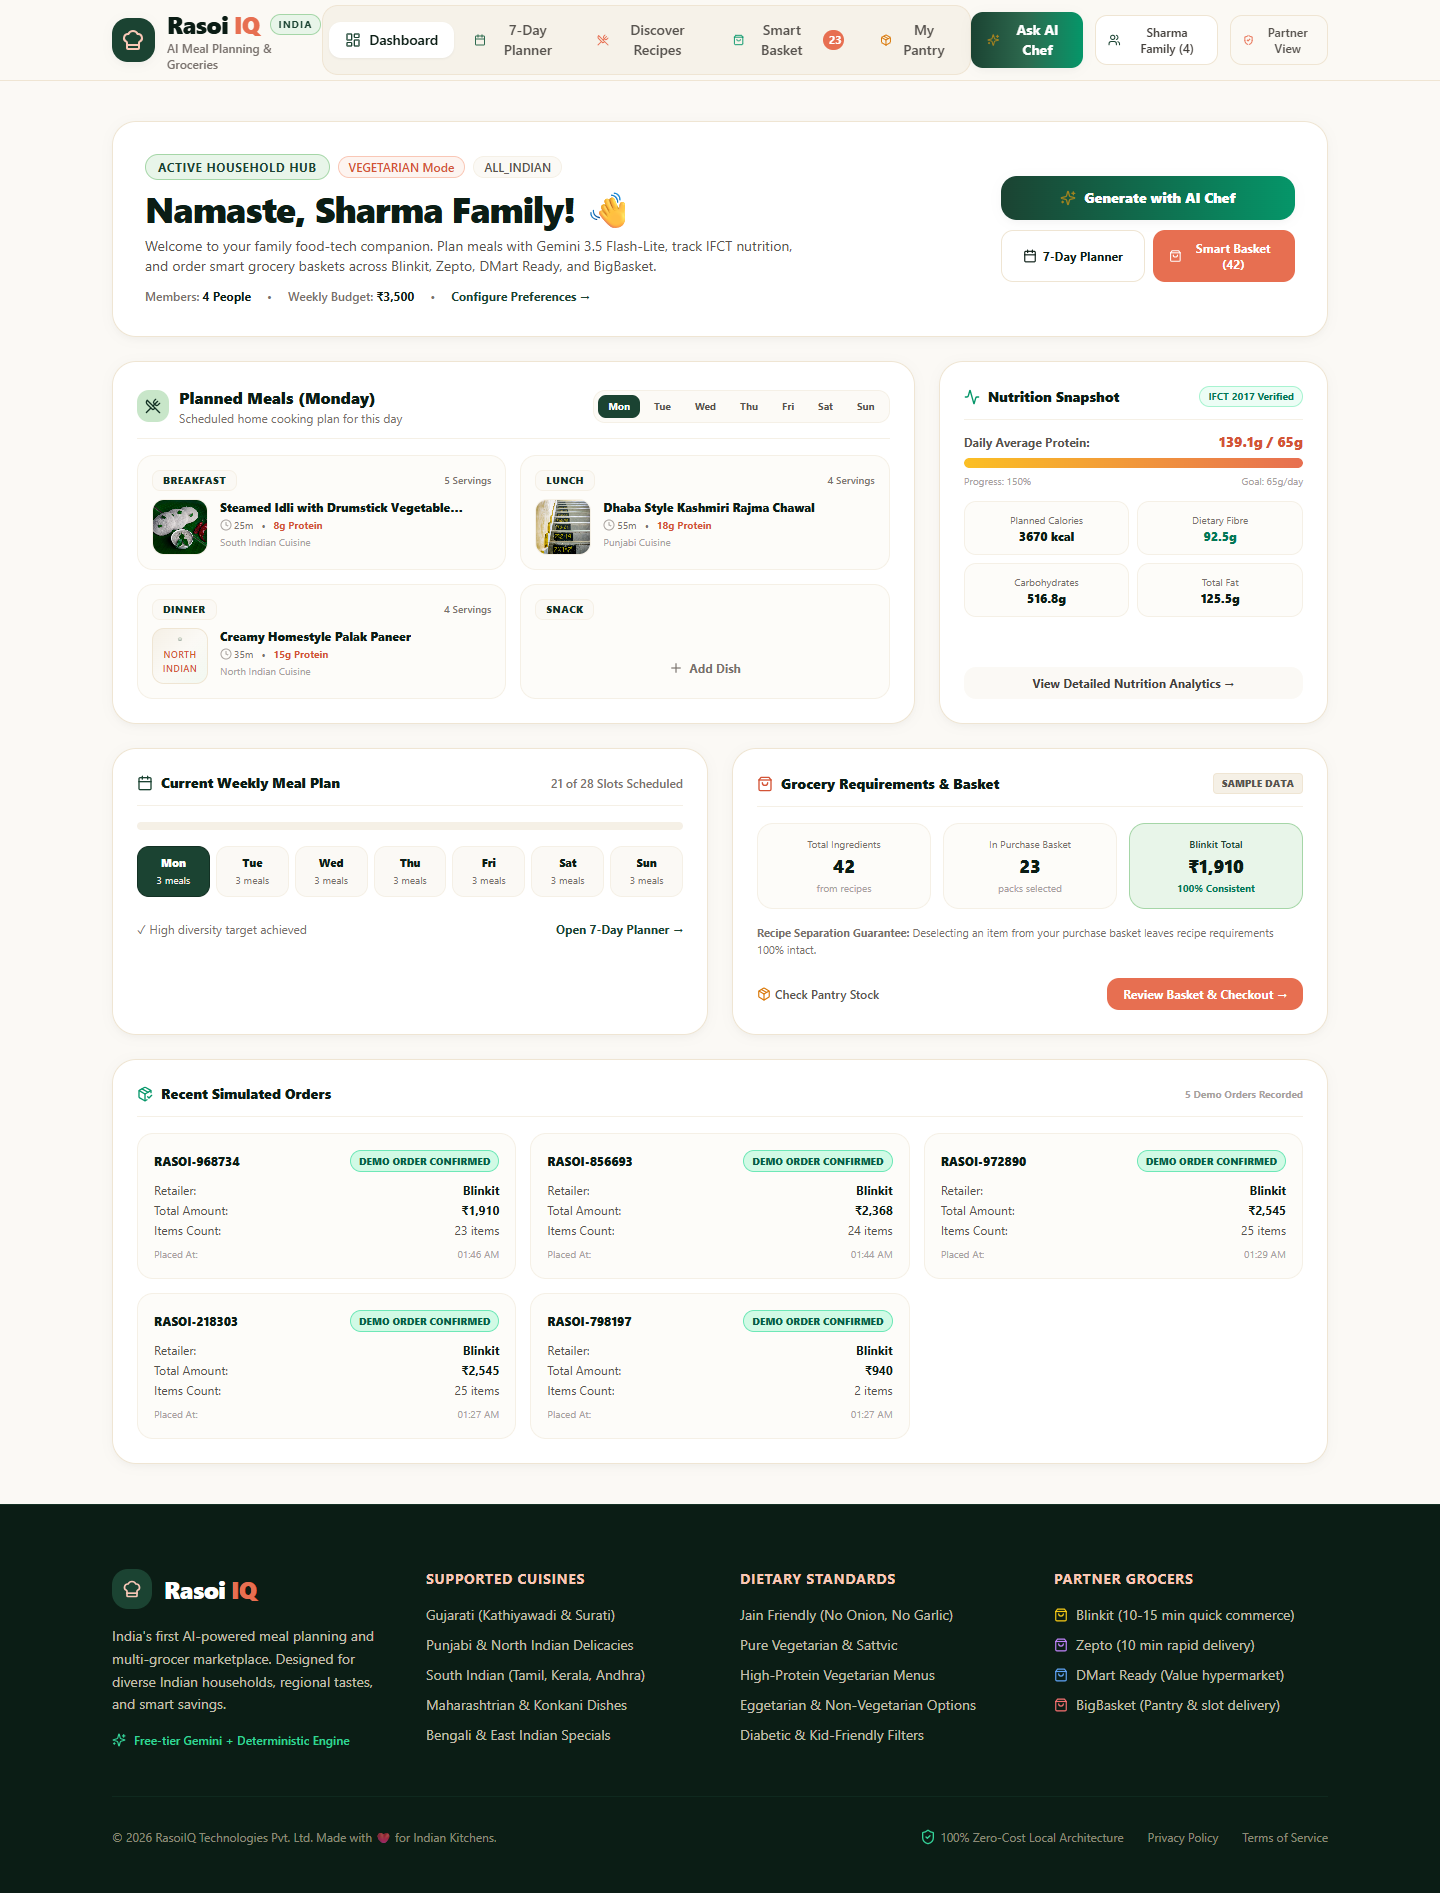 Rasoi IQ INDIA
AI Meal Planning &
Groceries
Dashboard
7-Day
Planner
Discover
Recipes
Smart
Basket
23
My
Pantry
Ask AI
Chef
Sharma
Family (4)
Partner
View
ACTIVE HOUSEHOLD HUB
VEGETARIAN Mode
ALL_INDIAN
Namaste, Sharma Family! 👋
Welcome to your family food-tech companion. Plan meals with Gemini 3.5 Flash-Lite, track IFCT nutrition,
and order smart grocery baskets across Blinkit, Zepto, DMart Ready, and BigBasket.
Members: 4 People • Weekly Budget: ₹3,500 • Configure Preferences →
Generate with AI Chef
7-Day Planner
Smart Basket
(42)
Planned Meals (Monday)
Scheduled home cooking plan for this day
Mon Tue Wed Thu Fri Sat Sun
BREAKFAST
5 Servings
Steamed Idli with Drumstick Vegetable...
25m • 8g Protein
South Indian Cuisine
LUNCH
4 Servings
Dhaba Style Kashmiri Rajma Chawal
55m • 18g Protein
Punjabi Cuisine
DINNER
4 Servings
NORTH
INDIAN
Creamy Homestyle Palak Paneer
35m • 15g Protein
North Indian Cuisine
SNACK
+ Add Dish
Nutrition Snapshot
IFCT 2017 Verified
Daily Average Protein: 139.1g / 65g
Progress: 150% Goal: 65g/day
Planned Calories
3670 kcal
Dietary Fibre
92.5g
Carbohydrates
516.8g
Total Fat
125.5g
View Detailed Nutrition Analytics →
Current Weekly Meal Plan
21 of 28 Slots Scheduled
Mon
3 meals
Tue
3 meals
Wed
3 meals
Thu
3 meals
Fri
3 meals
Sat
3 meals
Sun
3 meals
✓ High diversity target achieved
Open 7-Day Planner →
Grocery Requirements & Basket
SAMPLE DATA
Total Ingredients
42
from recipes
In Purchase Basket
23
packs selected
Blinkit Total
₹1,910
100% Consistent
Recipe Separation Guarantee: Deselecting an item from your purchase basket leaves recipe requirements
100% intact.
Check Pantry Stock
Review Basket & Checkout →
Recent Simulated Orders
5 Demo Orders Recorded
RASOI-968734 DEMO ORDER CONFIRMED
Retailer: Blinkit
Total Amount: ₹1,910
Items Count: 23 items
Placed At: 01:46 AM
RASOI-856693 DEMO ORDER CONFIRMED
Retailer: Blinkit
Total Amount: ₹2,368
Items Count: 24 items
Placed At: 01:44 AM
RASOI-972890 DEMO ORDER CONFIRMED
Retailer: Blinkit
Total Amount: ₹2,545
Items Count: 25 items
Placed At: 01:29 AM
RASOI-218303 DEMO ORDER CONFIRMED
Retailer: Blinkit
Total Amount: ₹2,545
Items Count: 25 items
Placed At: 01:27 AM
RASOI-798197 DEMO ORDER CONFIRMED
Retailer: Blinkit
Total Amount: ₹940
Items Count: 2 items
Placed At: 01:27 AM
Rasoi IQ
India's first AI-powered meal planning and
multi-grocer marketplace. Designed for
diverse Indian households, regional tastes,
and smart savings.
Free-tier Gemini + Deterministic Engine
SUPPORTED CUISINES
Gujarati (Kathiyawadi & Surati)
Punjabi & North Indian Delicacies
South Indian (Tamil, Kerala, Andhra)
Maharashtrian & Konkani Dishes
Bengali & East Indian Specials
DIETARY STANDARDS
Jain Friendly (No Onion, No Garlic)
Pure Vegetarian & Sattvic
High-Protein Vegetarian Menus
Eggetarian & Non-Vegetarian Options
Diabetic & Kid-Friendly Filters
PARTNER GROCERS
Blinkit (10-15 min quick commerce)
Zepto (10 min rapid delivery)
DMart Ready (Value hypermarket)
BigBasket (Pantry & slot delivery)
© 2026 RasoiIQ Technologies Pvt. Ltd. Made with ❤ for Indian Kitchens.
100% Zero-Cost Local Architecture
Privacy Policy
Terms of Service